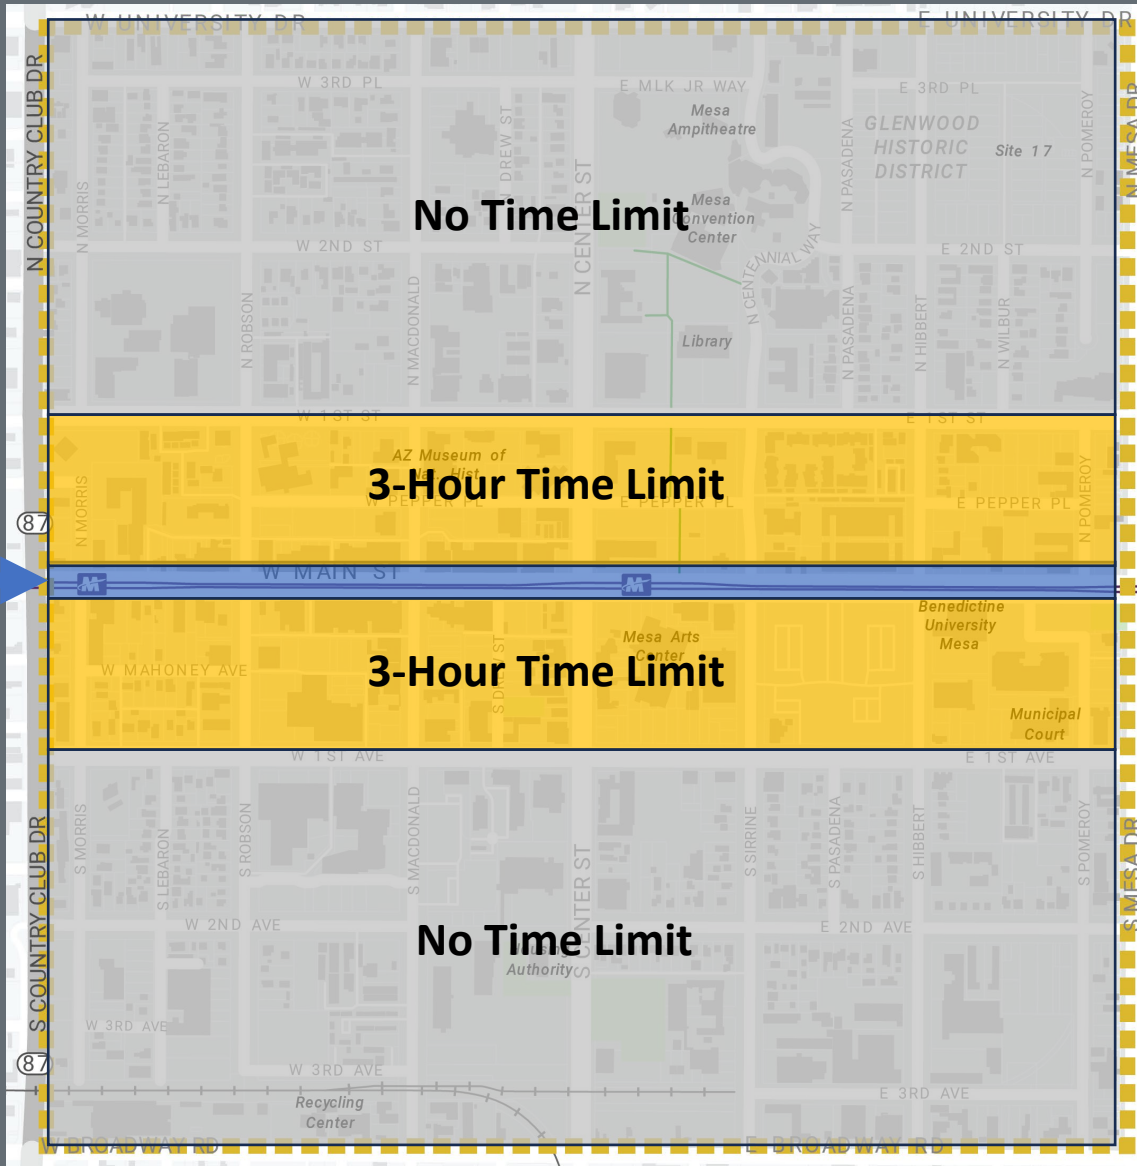 W UNIVERSITY DR
E UNIVERSITY DR
N COUNTRY CLUB DR
W 3RD PL
E MLK JR WAY
E 3RD PL
Mesa
Ampitheatre
GLENWOOD
HISTORIC
DISTRICT
Site 17
N MORRIS
N LEBARON
N DREW ST
N CENTER ST
N PASADENA
N POMEROY
N MESA DR
No Time Limit
Mesa
Convention
Center
W 2ND ST
E 2ND ST
N CENTENNIAL WAY
N ROBSON
N MACDONALD
Library
N PASADENA
N HIBBERT
N WILBUR
W 1ST ST
E 1ST ST
AZ Museum of
Nat. Hist
3-Hour Time Limit
W PEPPER PL
E PEPPER PL
E PEPPER PL
N MORRIS
N POMEROY
87
W MAIN ST
M
M
Benedictine
University
Mesa
Mesa Arts
Center
3-Hour Time Limit
W MAHONEY AVE
S DREW ST
Municipal
Court
W 1ST AVE
E 1ST AVE
S COUNTRY CLUB DR
S MORRIS
S LEBARON
S ROBSON
S MACDONALD
S CENTER ST
S SIRRINE
S PASADENA
S HIBBERT
S POMEROY
S MESA DR
W 2ND AVE
E 2ND AVE
No Time Limit
Housing
Authority
W 3RD AVE
87
W 3RD AVE
E 3RD AVE
Recycling
Center
W BROADWAY RD
E BROADWAY RD